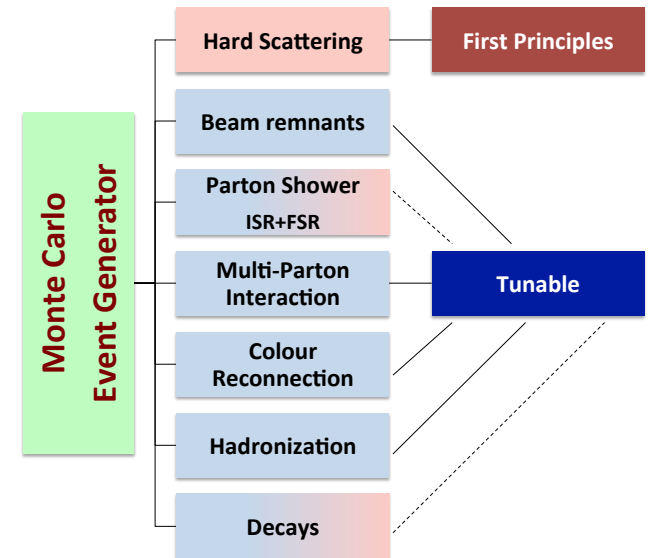 Hard Scattering
First Principles
Monte Carlo
Event Generator
Beam remnants
Parton Shower
ISR+FSR
Multi-Parton
Interaction
Tunable
Colour
Reconnection
Hadronization
Decays